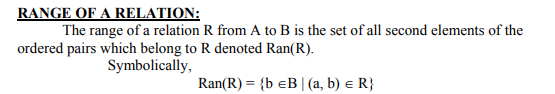 RANGE OF A RELATION:
The range of a relation R from A to B is the set of all second elements of the
ordered pairs which belong to R denoted Ran(R).
Symbolically,
Ran(R) = {b ∊B | (a, b) ∊ R}